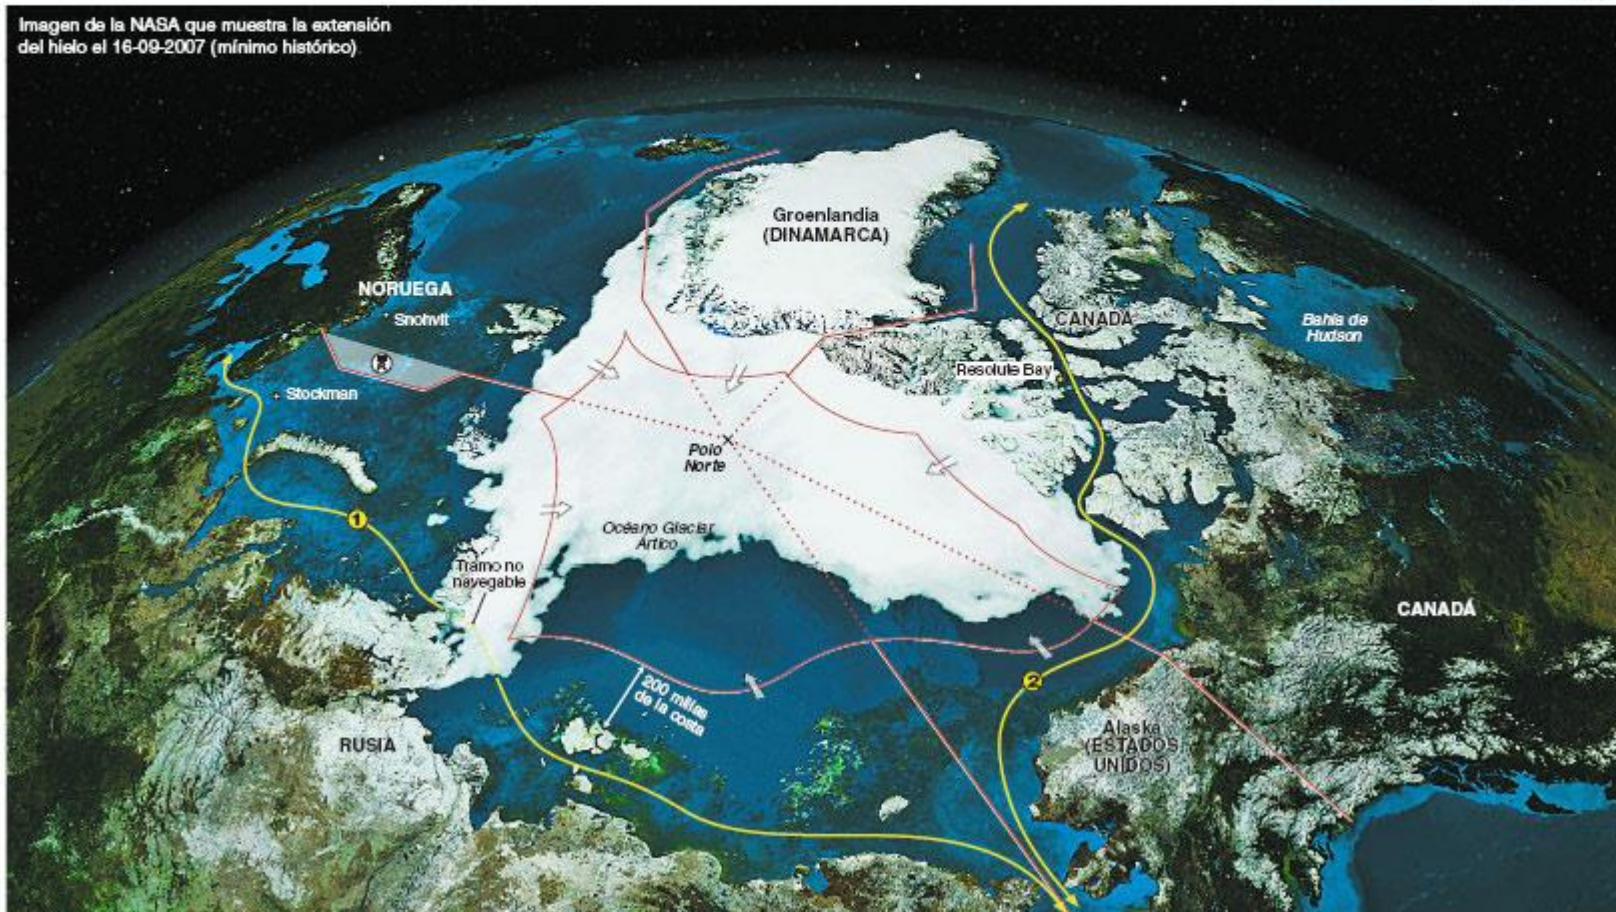 Imagen de la NASA que muestra la extensión
del hielo el 16-09-2007 (mínimo histórico)
Groenlandia
(DINAMARCA)
NORUEGA
Snohvit
Stockman
CANADÁ
Bahía de
Hudson
Resolute Bay
Polo
Norte
Océano Glaciar
Ártico
1
Tramo no
navegable
CANADÁ
2
200 millas
de la costa
RUSIA
Alaska
(ESTADOS
UNIDOS)